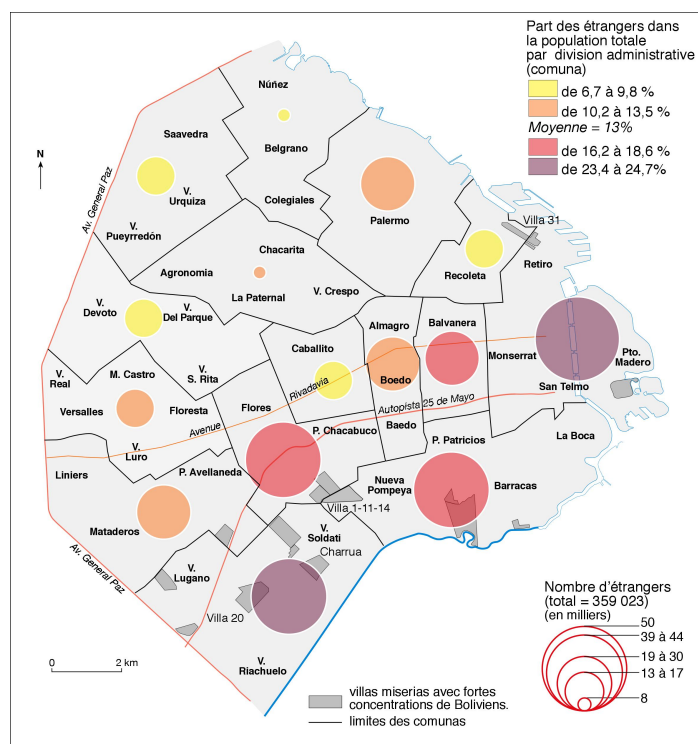 Part des étrangers dans
la population totale
par division administrative
(comuna)
de 6,7 à 9,8 %
de 10,2 à 13,5 %
Moyenne = 13%
de 16,2 à 18,6 %
de 23,4 à 24,7%
N
Av. General Paz
Núñez
Belgrano
Colegiales
Saavedra
V.
Urquiza
V.
Pueyrredón
Palermo
Villa 31
Recoleta
Retiro
Chacarita
Agronomia
La Paternal
V. Crespo
V.
Devoto
V.
Del Parque
Almagro
Balvanera
Caballito
Boedo
Monserrat
Pto.
Madero
San Telmo
V.
Real
M. Castro
V.
S. Rita
Versalles
Floresta
Flores
Avenue
Rivadavia
Autopista 25 de Mayo
P. Chacabuco
Baedo
La Boca
V.
Luro
Liniers
P. Avellaneda
P. Patricios
Nueva
Pompeya
Barracas
Villa 1-11-14
Mataderos
V.
Soldati
Charrua
Av. General Paz
V.
Lugano
Villa 20
V.
Riachuelo
0 2 km
villas miserias avec fortes
concentrations de Boliviens.
limites des comunas
Nombre d'étrangers
(total = 359 023)
(en milliers)
50
39 à 44
19 à 30
13 à 17
8